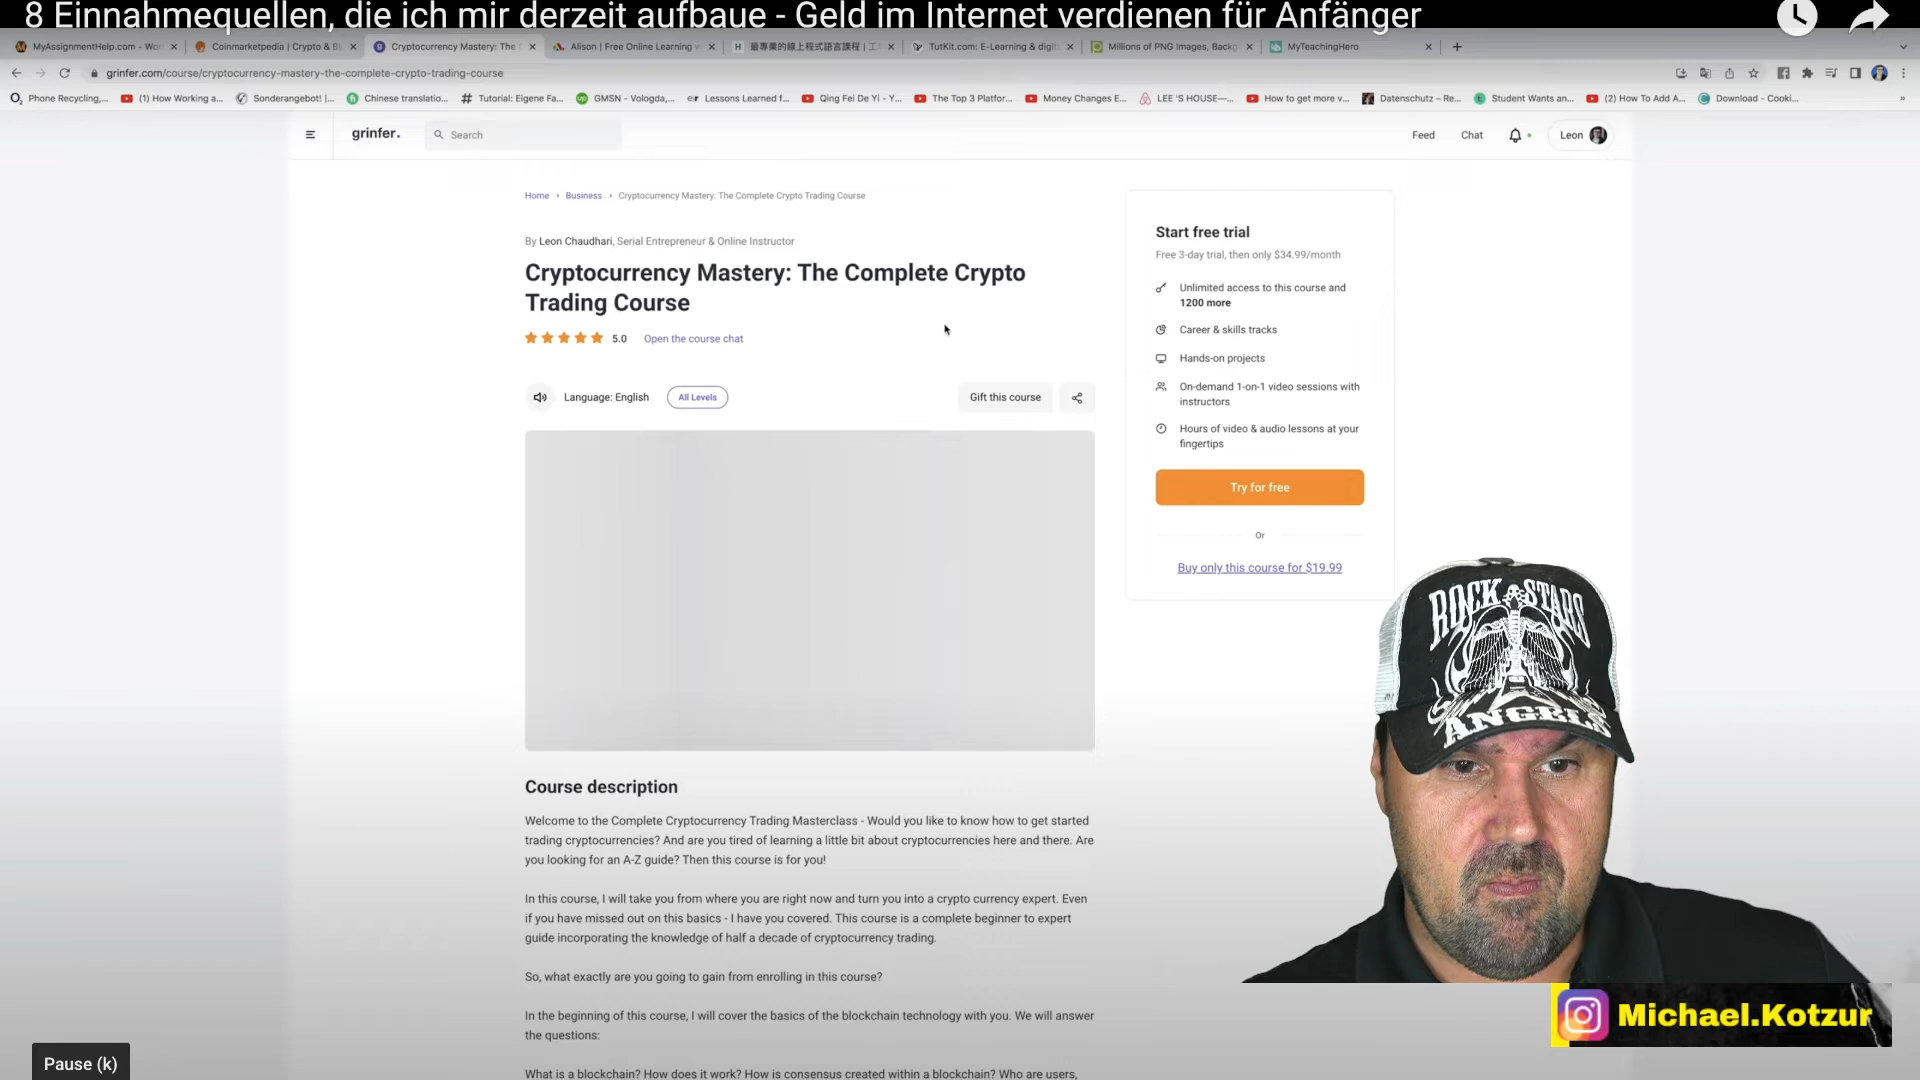 8 Einnahmequellen, die ich mir derzeit aufbaue - Geld im Internet verdienen für Anfänger
MyAssignmentHelp.com - Wor
Coinmarketpedia | Crypto & B
Cryptocurrency Mastery: The C
Alison | Free Online Learning w
最專業的線上程式語言課程 | 工
TutKit.com: E-Learning & digit
Millions of PNG Images, Backg
MyTeachingHero
grinfer.com/course/cryptocurrency-mastery-the-complete-crypto-trading-course
Phone Recycling,...
(1) How Working a...
Sonderangebot! |...
Chinese translatio...
Tutorial: Eigene Fa...
GMSN - Vologda,...
Lessons Learned f...
Qing Fei De Yi - Y...
The Top 3 Platfor...
Money Changes E...
LEE 'S HOUSE—...
How to get more v...
Datenschutz – Re...
Student Wants an...
(2) How To Add A...
Download - Cooki...
grinfer.
Search
Feed
Chat
Leon
Home › Business › Cryptocurrency Mastery: The Complete Crypto Trading Course
By Leon Chaudhari, Serial Entrepreneur & Online Instructor
Cryptocurrency Mastery: The Complete Crypto
Trading Course
5.0 Open the course chat
Language: English
All Levels
Gift this course
Start free trial
Free 3-day trial, then only $34.99/month
Unlimited access to this course and
1200 more
Career & skills tracks
Hands-on projects
On-demand 1-on-1 video sessions with
instructors
Hours of video & audio lessons at your
fingertips
Try for free
Or
Buy only this course for $19.99
Course description
Welcome to the Complete Cryptocurrency Trading Masterclass - Would you like to know how to get started
trading cryptocurrencies? And are you tired of learning a little bit about cryptocurrencies here and there. Are
you looking for an A-Z guide? Then this course is for you!
In this course, I will take you from where you are right now and turn you into a crypto currency expert. Even
if you have missed out on this basics - I have you covered. This course is a complete beginner to expert
guide incorporating the knowledge of half a decade of cryptocurrency trading.
So, what exactly are you going to gain from enrolling in this course?
In the beginning of this course, I will cover the basics of the blockchain technology with you. We will answer
the questions:
What is a blockchain? How does it work? How is consensus created within a blockchain? Who are users,
ROCK STARS
ANGELS
Michael.Kotzur
Pause (k)